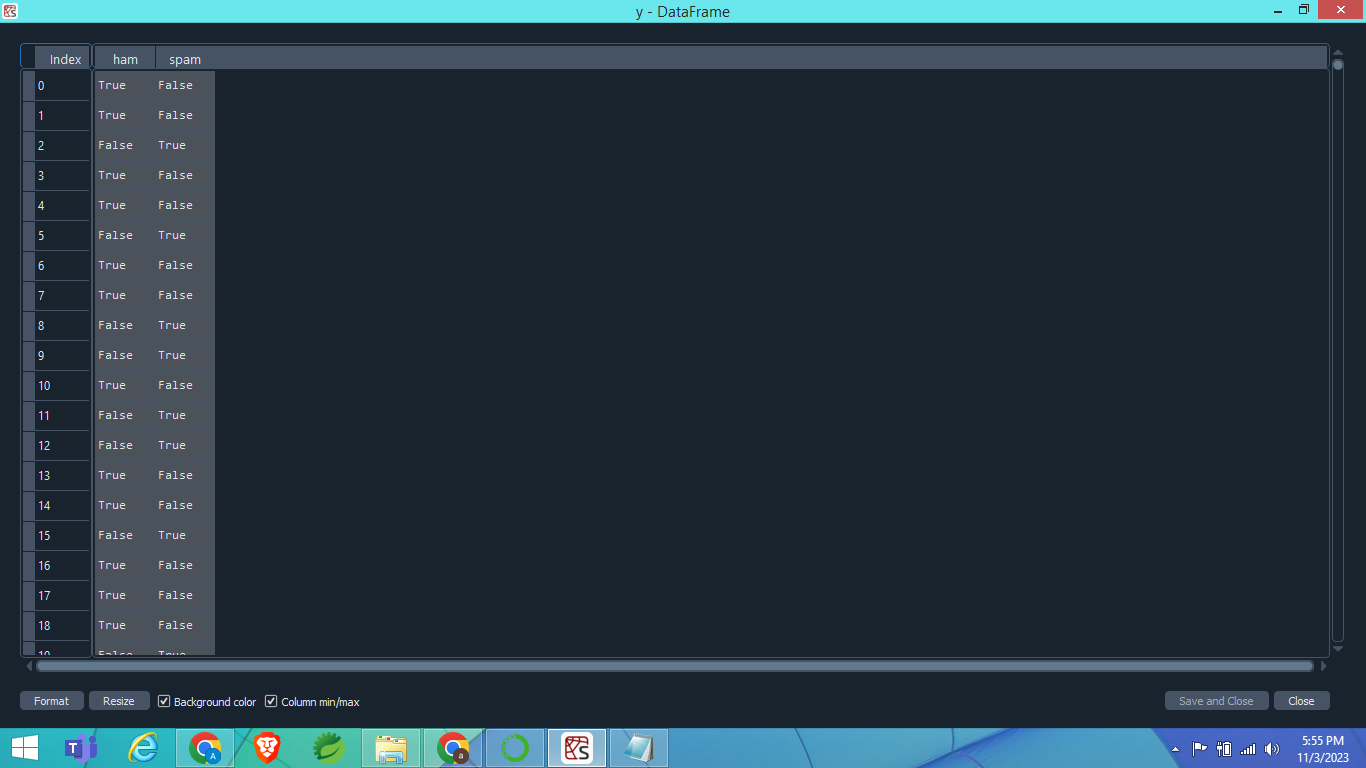 y - DataFrame
Index ham spam
0 True False
1 True False
2 False True
3 True False
4 True False
5 False True
6 True False
7 True False
8 False True
9 False True
10 True False
11 False True
12 False True
13 True False
14 True False
15 False True
16 True False
17 True False
18 True False
19 False True
Format Resize Background color Column min/max Save and Close Close
5:55 PM
11/3/2023